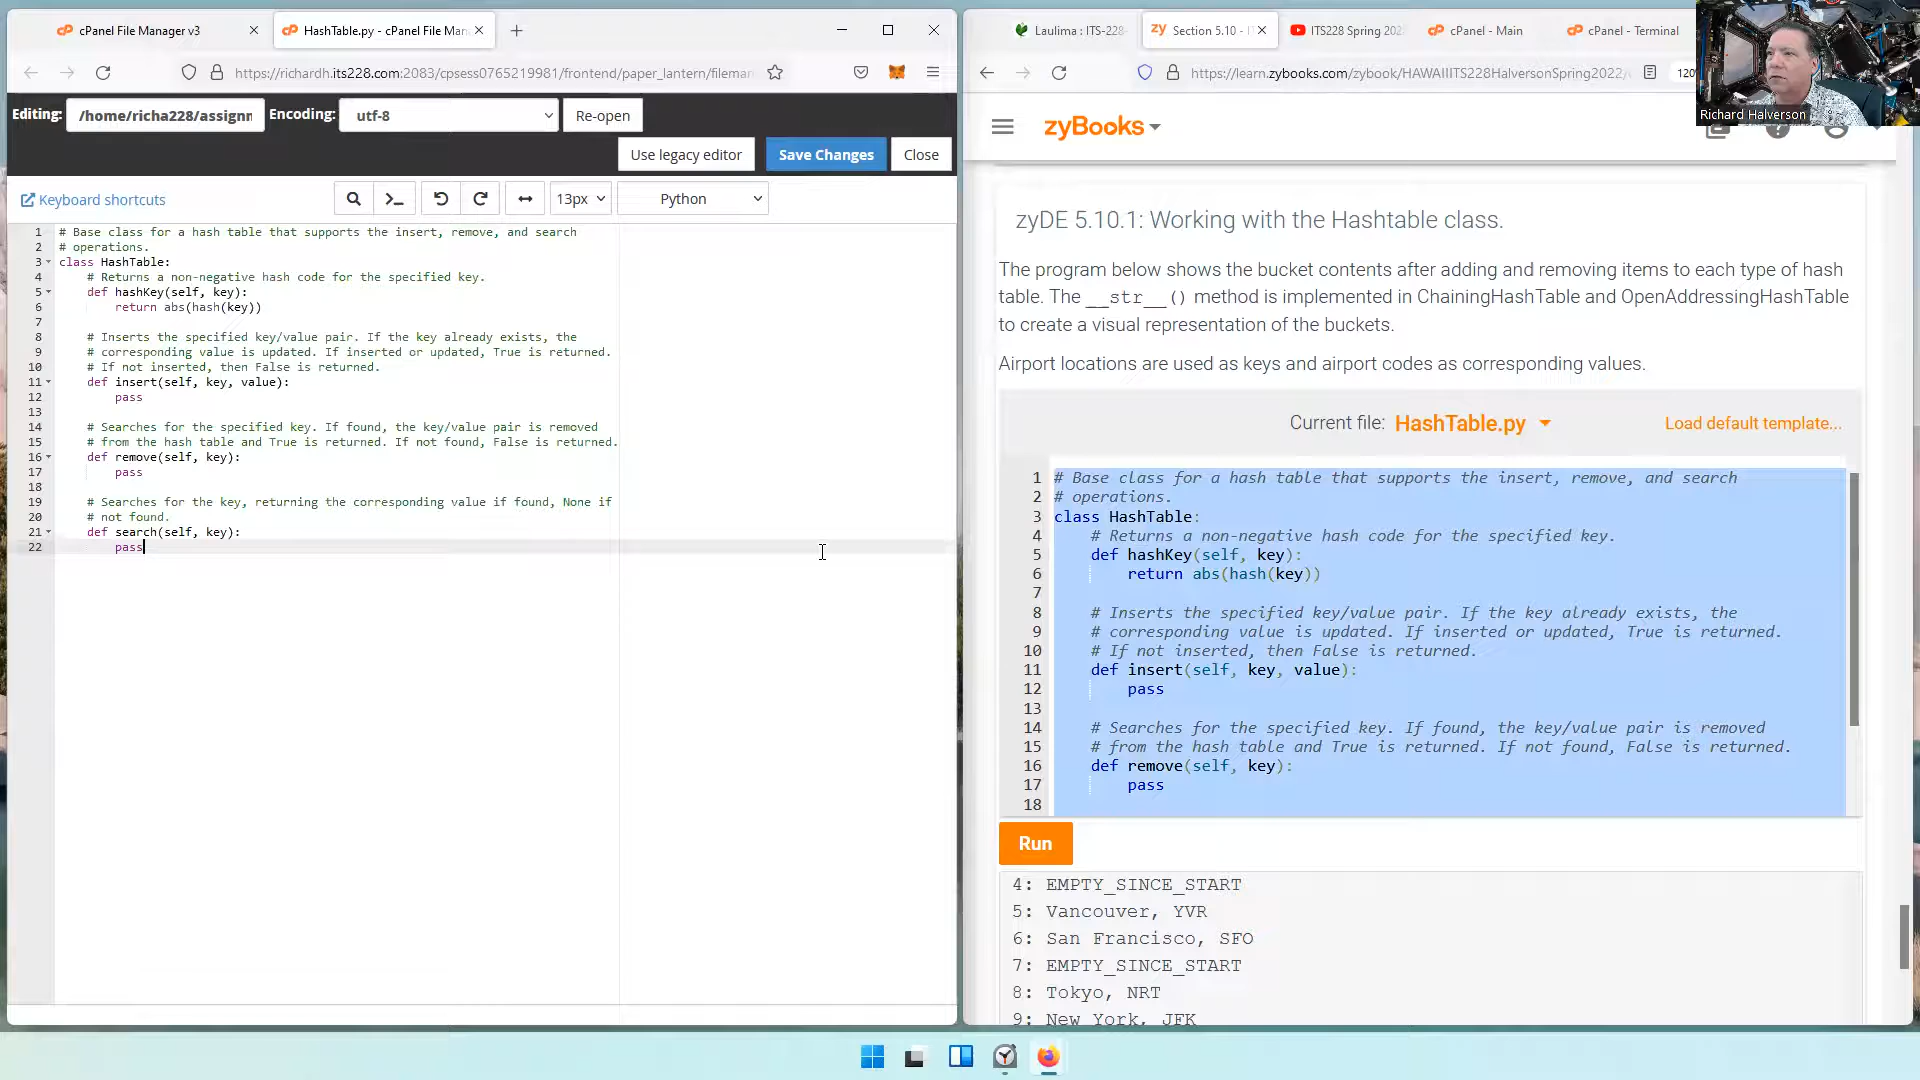 cPanel File Manager v3
HashTable.py - cPanel File Man
https://richardh.its228.com:2083/cpsess0765219981/frontend/paper_lantern/filema
Editing:
/home/richa228/assignn
Encoding:
utf-8
Re-open
Use legacy editor
Save Changes
Close
Keyboard shortcuts
13px
Python
1 # Base class for a hash table that supports the insert, remove, and search
2 # operations.
3 class HashTable:
4 # Returns a non-negative hash code for the specified key.
5 def hashKey(self, key):
6 return abs(hash(key))
7
8 # Inserts the specified key/value pair. If the key already exists, the
9 # corresponding value is updated. If inserted or updated, True is returned.
10 # If not inserted, then False is returned.
11 def insert(self, key, value):
12 pass
13
14 # Searches for the specified key. If found, the key/value pair is removed
15 # from the hash table and True is returned. If not found, False is returned.
16 def remove(self, key):
17 pass
18
19 # Searches for the key, returning the corresponding value if found, None if
20 # not found.
21 def search(self, key):
22 pass
Laulima : ITS-228-
zy Section 5.10 - I
ITS228 Spring 202
cPanel - Main
cPanel - Terminal
https://learn.zybooks.com/zybook/HAWAIIITS228HalversonSpring2022/
120
Richard Halverson
zyBooks
zyDE 5.10.1: Working with the Hashtable class.
The program below shows the bucket contents after adding and removing items to each type of hash
table. The __str__() method is implemented in ChainingHashTable and OpenAddressingHashTable
to create a visual representation of the buckets.
Airport locations are used as keys and airport codes as corresponding values.
Current file: HashTable.py
Load default template...
1 # Base class for a hash table that supports the insert, remove, and search
2 # operations.
3 class HashTable:
4 # Returns a non-negative hash code for the specified key.
5 def hashKey(self, key):
6 return abs(hash(key))
7
8 # Inserts the specified key/value pair. If the key already exists, the
9 # corresponding value is updated. If inserted or updated, True is returned.
10 # If not inserted, then False is returned.
11 def insert(self, key, value):
12 pass
13
14 # Searches for the specified key. If found, the key/value pair is removed
15 # from the hash table and True is returned. If not found, False is returned.
16 def remove(self, key):
17 pass
18
Run
4: EMPTY_SINCE_START
5: Vancouver, YVR
6: San Francisco, SFO
7: EMPTY_SINCE_START
8: Tokyo, NRT
9: New York, JFK